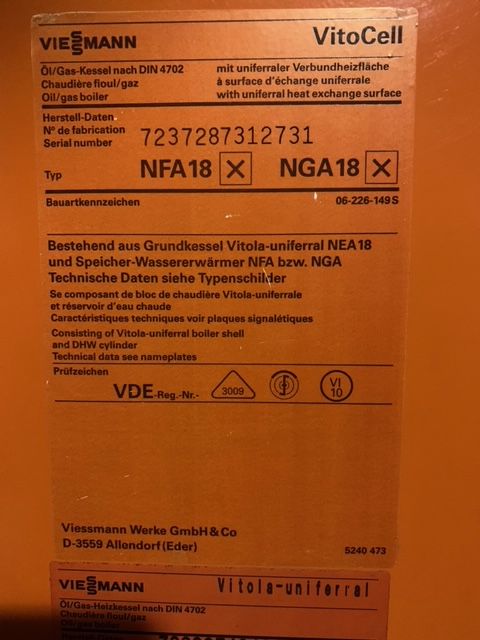 VIESSMANN VitoCell
Öl/Gas-Kessel nach DIN 4702
Chaudière fioul/gaz
Oil/gas boiler
mit uniferraler Verbundheizfläche
à surface d'échange uniferrale
with uniferral heat exchange surface
Herstell-Daten
N° de fabrication
Serial number
7237287312731
Typ NFA18 X NGA18 X
Bauartkennzeichen 06-226-149 S
Bestehend aus Grundkessel Vitola-uniferral NEA18
und Speicher-Wassererwärmer NFA bzw. NGA
Technische Daten siehe Typenschilder
Se composant de bloc de chaudière Vitola-uniferrale
et réservoir d'eau chaude
Caractéristiques techniques voir plaques signalétiques
Consisting of Vitola-uniferral boiler shell
and DHW cylinder
Technical data see nameplates
Prüfzeichen
VDE-Reg.-Nr.- 3009 VI 10
Viessmann Werke GmbH & Co
D-3559 Allendorf (Eder) 5240 473
VIESSMANN Vitola-uniferral
Öl/Gas-Heizkessel nach DIN 4702
Chaudière fioul/gaz
Oil/gas boiler